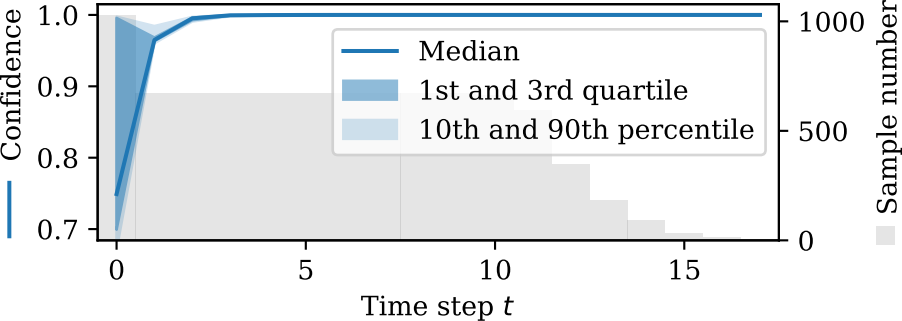 Confidence
1.0
0.9
0.8
0.7
Median
1st and 3rd quartile
10th and 90th percentile
1000
500
0
Sample number
0
5
10
15
Time step t